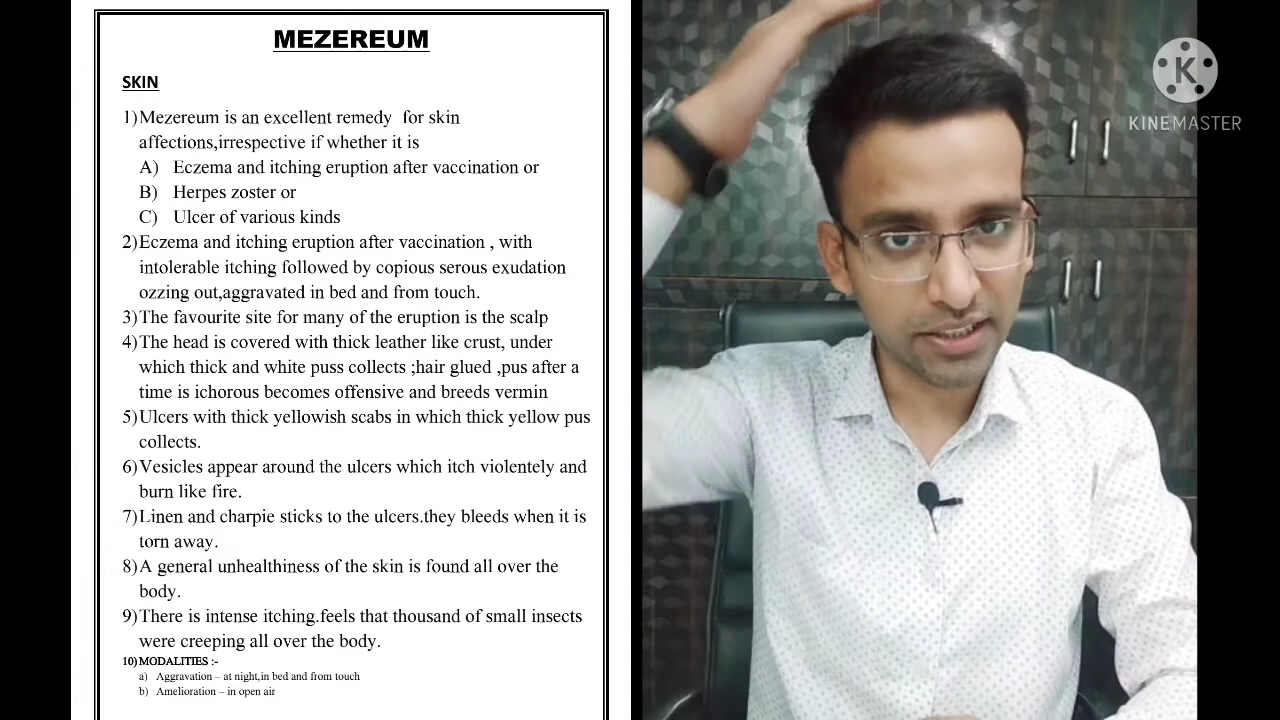 MEZEREUM
SKIN
1) Mezereum is an excellent remedy for skin
affections,irrespective if whether it is
A) Eczema and itching eruption after vaccination or
B) Herpes zoster or
C) Ulcer of various kinds
2) Eczema and itching eruption after vaccination , with
intolerable itching followed by copious serous exudation
ozzing out,aggravated in bed and from touch.
3) The favourite site for many of the eruption is the scalp
4) The head is covered with thick leather like crust, under
which thick and white puss collects ;hair glued ,pus after a
time is ichorous becomes offensive and breeds vermin
5) Ulcers with thick yellowish scabs in which thick yellow pus
collects.
6) Vesicles appear around the ulcers which itch violentely and
burn like fire.
7) Linen and charpie sticks to the ulcers.they bleeds when it is
torn away.
8) A general unhealthiness of the skin is found all over the
body.
9) There is intense itching.feels that thousand of small insects
were creeping all over the body.
10) MODALITIES :-
a) Aggravation – at night,in bed and from touch
b) Amelioration – in open air
K
KINEMASTER